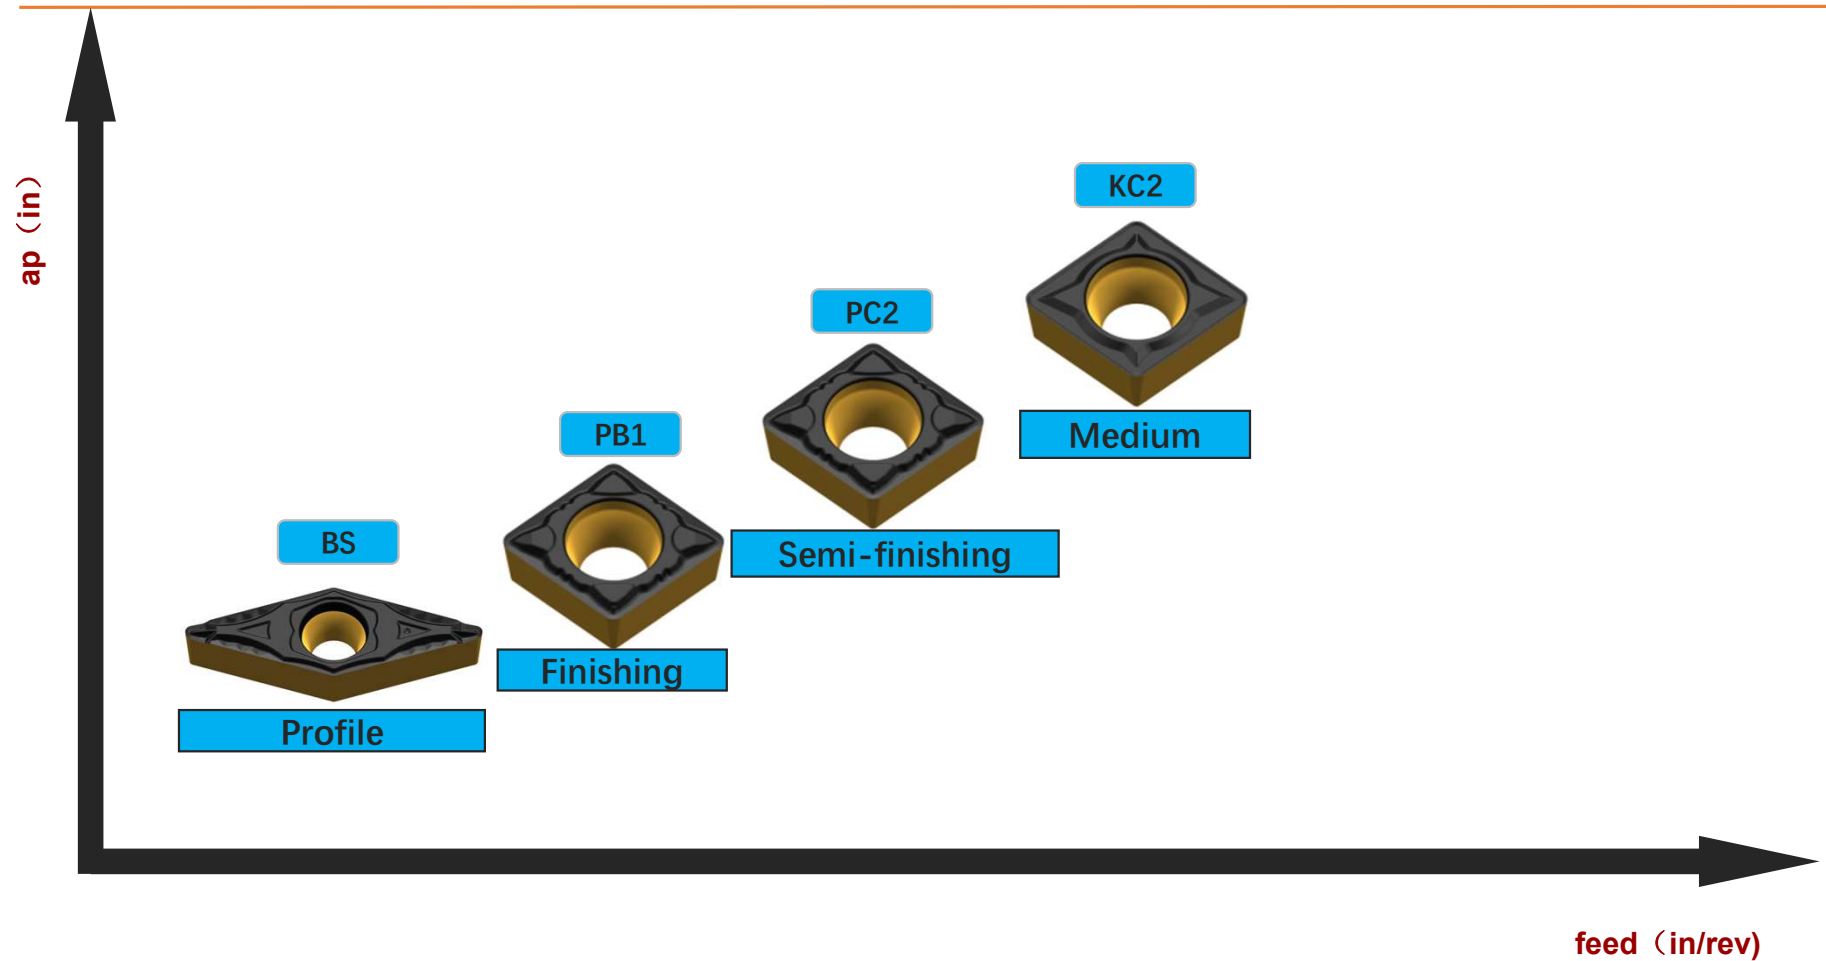 ap（in）
KC2
PC2
Medium
PB1
BS
Semi-finishing
Finishing
Profile
feed（in/rev)